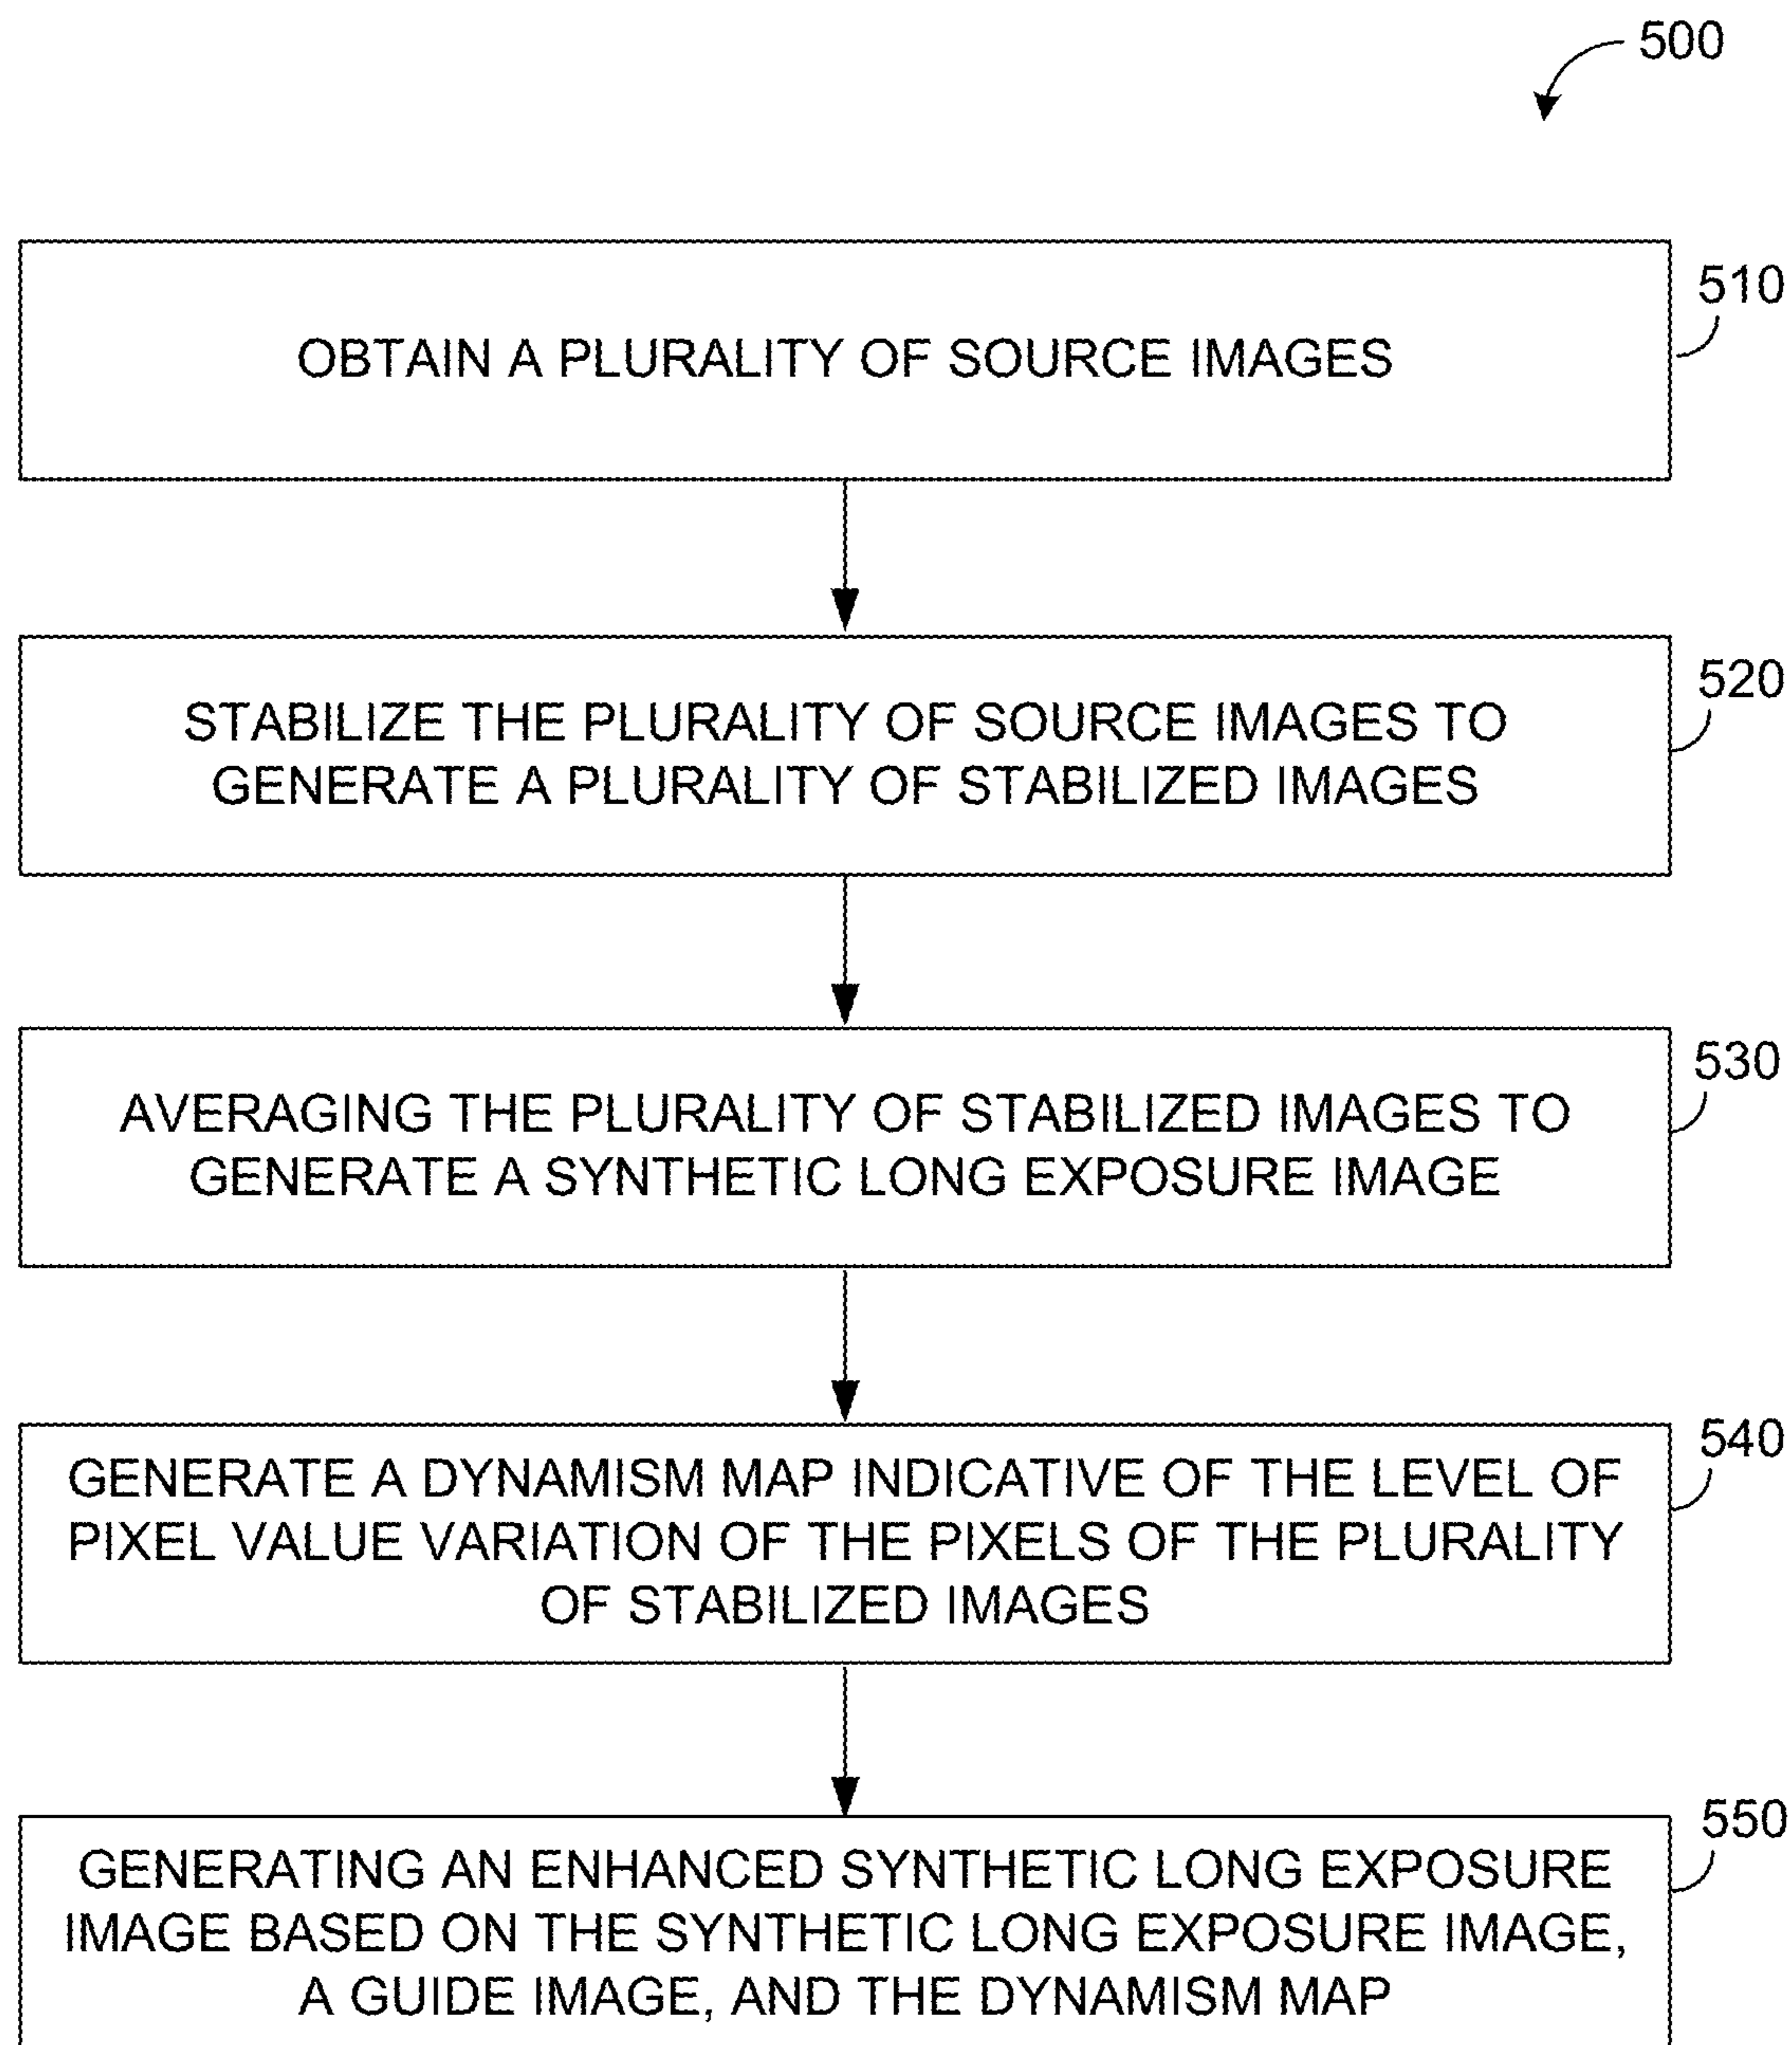 500
510
OBTAIN A PLURALITY OF SOURCE IMAGES
520
STABILIZE THE PLURALITY OF SOURCE IMAGES TO
GENERATE A PLURALITY OF STABILIZED IMAGES
530
AVERAGING THE PLURALITY OF STABILIZED IMAGES TO
GENERATE A SYNTHETIC LONG EXPOSURE IMAGE
540
GENERATE A DYNAMISM MAP INDICATIVE OF THE LEVEL OF
PIXEL VALUE VARIATION OF THE PIXELS OF THE PLURALITY
OF STABILIZED IMAGES
550
GENERATING AN ENHANCED SYNTHETIC LONG EXPOSURE
IMAGE BASED ON THE SYNTHETIC LONG EXPOSURE IMAGE,
A GUIDE IMAGE, AND THE DYNAMISM MAP